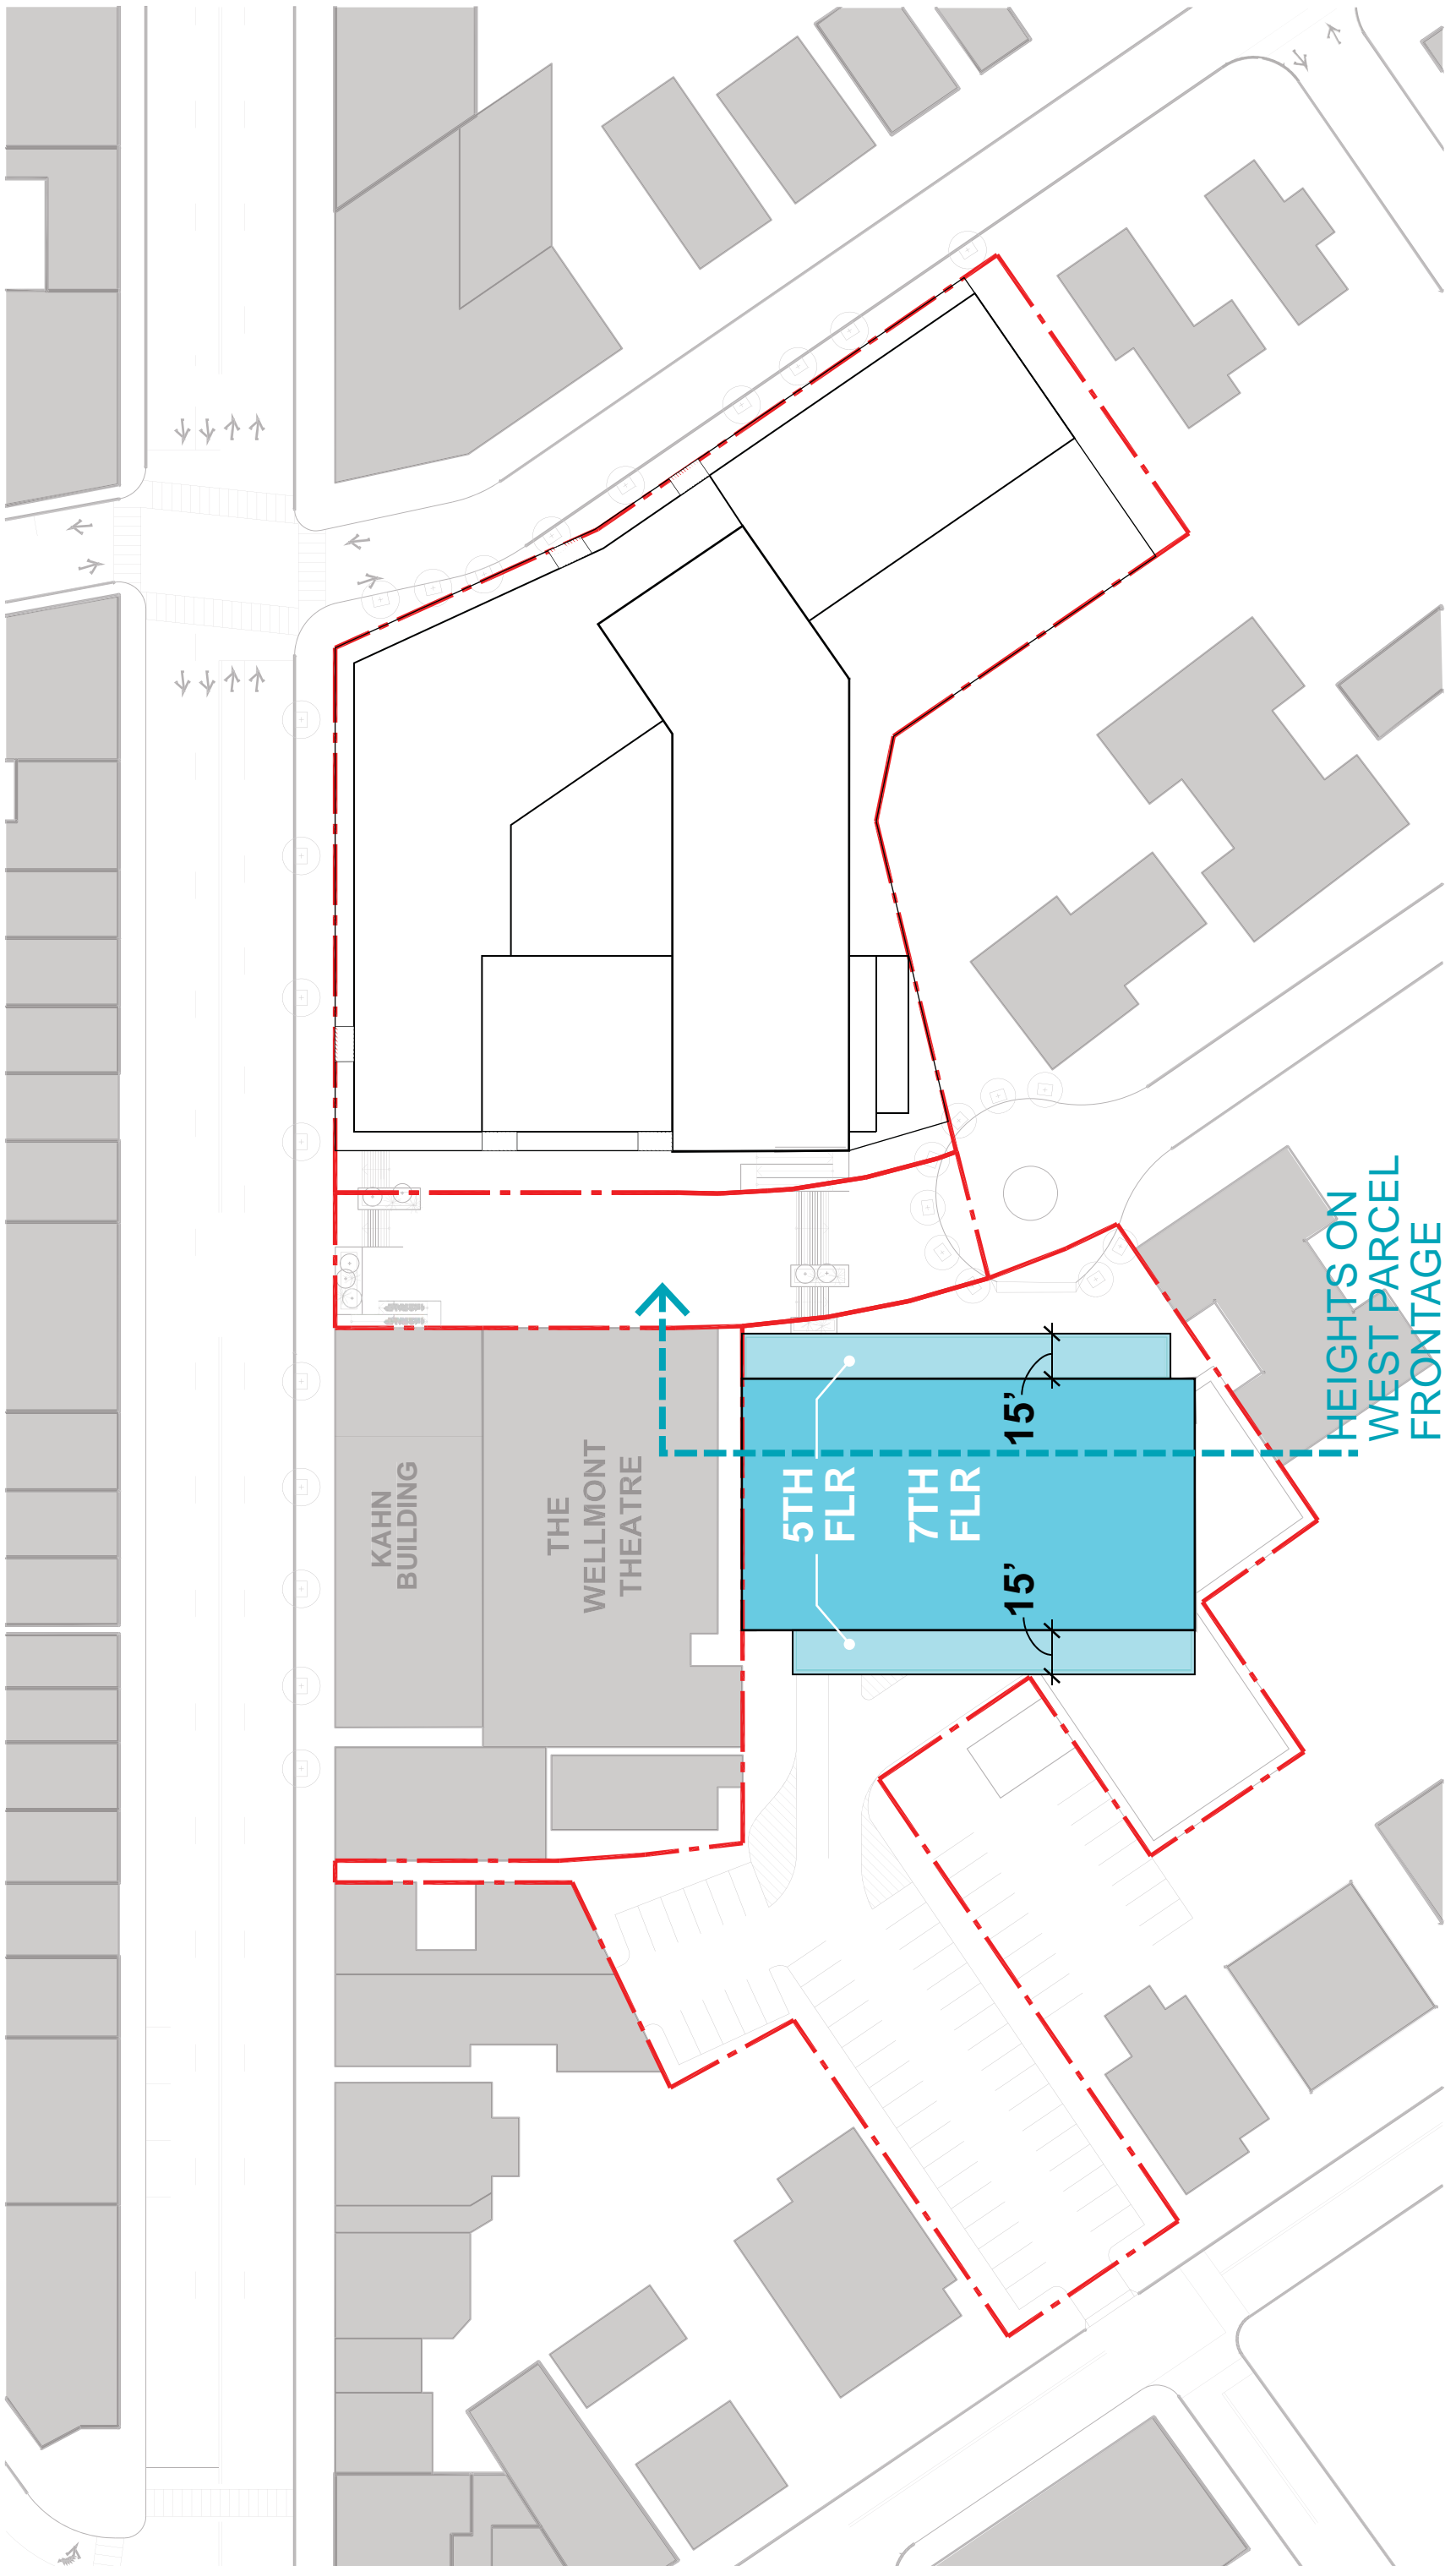 KAHN
BUILDING
THE
WELLMONT
THEATRE
5TH
FLR
7TH
FLR
15’
15’
HEIGHTS ON
WEST PARCEL
FRONTAGE